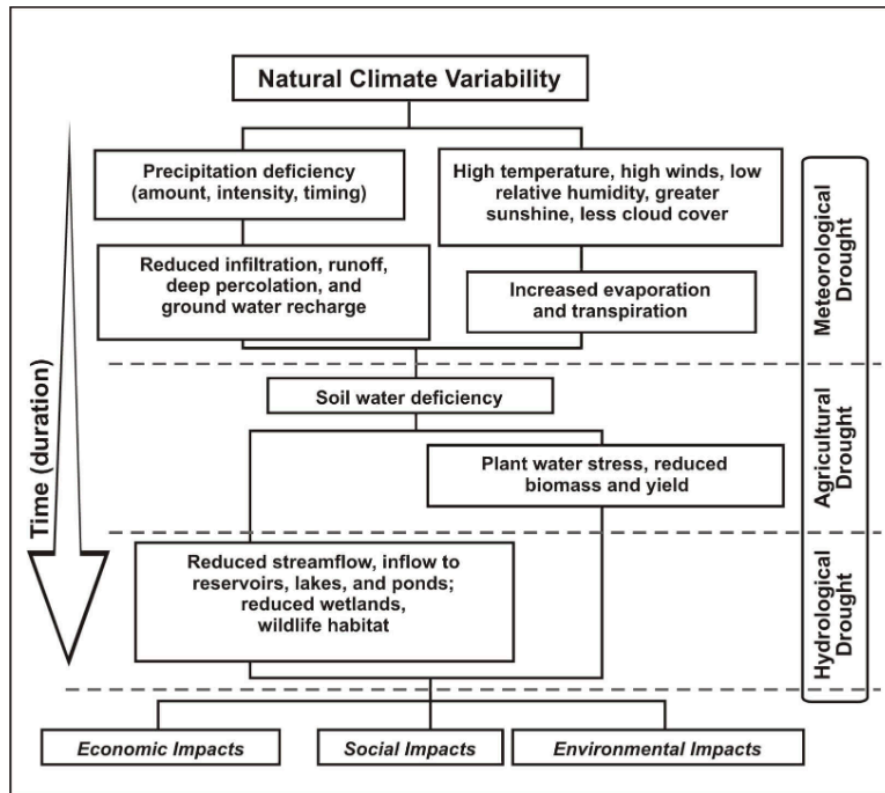 Natural Climate Variability
Precipitation deficiency
(amount, intensity, timing)
High temperature, high winds, low
relative humidity, greater
sunshine, less cloud cover
Reduced infiltration, runoff,
deep percolation, and
ground water recharge
Increased evaporation
and transpiration
Meteorological
Drought
Time (duration)
Soil water deficiency
Plant water stress, reduced
biomass and yield
Agricultural
Drought
Reduced streamflow, inflow to
reservoirs, lakes, and ponds;
reduced wetlands,
wildlife habitat
Hydrological
Drought
Economic Impacts
Social Impacts
Environmental Impacts